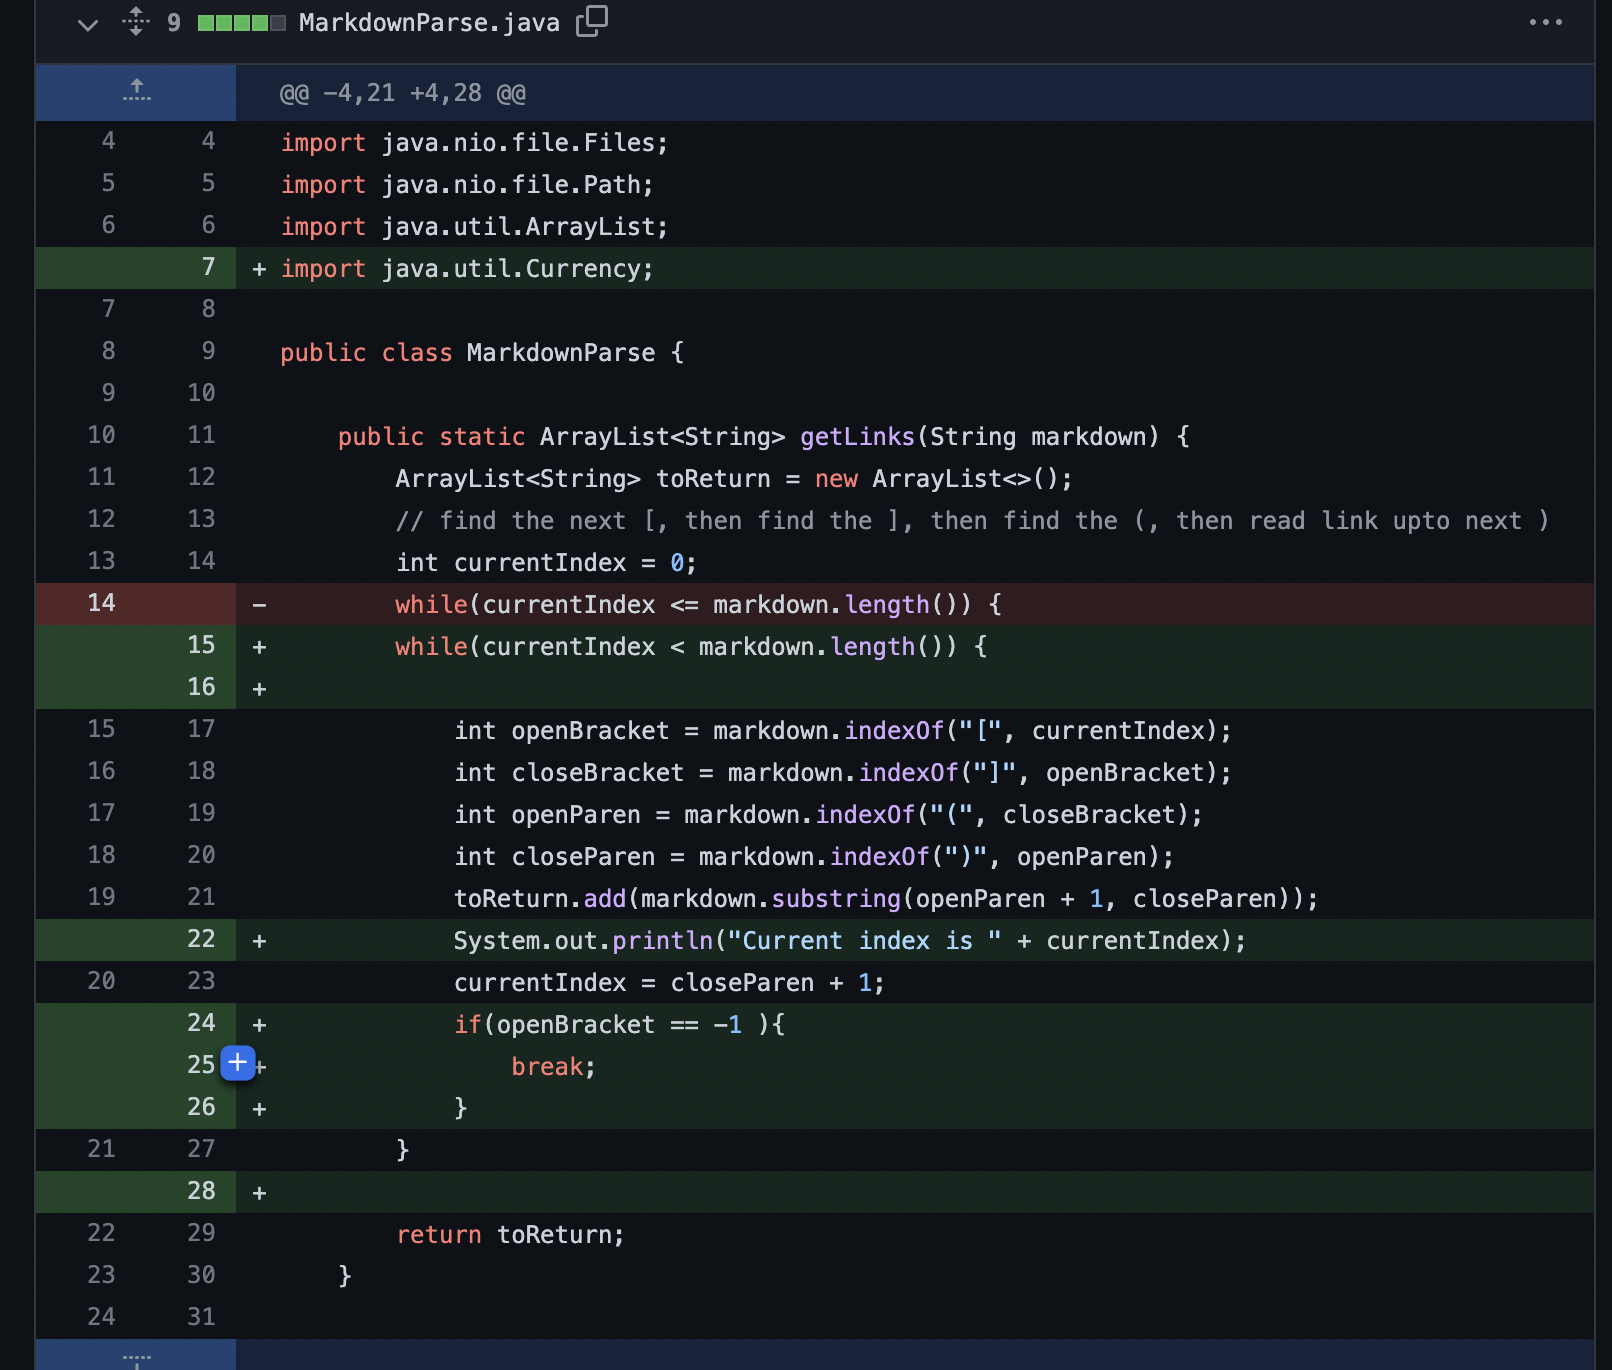 9 MarkdownParse.java
@@ -4,21 +4,28 @@
4 4 import java.nio.file.Files;
5 5 import java.nio.file.Path;
6 6 import java.util.ArrayList;
7 + import java.util.Currency;
7 8
8 9 public class MarkdownParse {
9 10
10 11 public static ArrayList<String> getLinks(String markdown) {
11 12 ArrayList<String> toReturn = new ArrayList<>();
12 13 // find the next [, then find the ], then find the (, then read link upto next )
13 14 int currentIndex = 0;
14 - while(currentIndex <= markdown.length()) {
15 + while(currentIndex < markdown.length()) {
16 +
15 17 int openBracket = markdown.indexOf("[", currentIndex);
16 18 int closeBracket = markdown.indexOf("]", openBracket);
17 19 int openParen = markdown.indexOf("(", closeBracket);
18 20 int closeParen = markdown.indexOf(")", openParen);
19 21 toReturn.add(markdown.substring(openParen + 1, closeParen));
22 + System.out.println("Current index is " + currentIndex);
20 23 currentIndex = closeParen + 1;
24 + if(openBracket == -1 ){
25 + break;
26 + }
21 27 }
28 +
22 29 return toReturn;
23 30 }
24 31